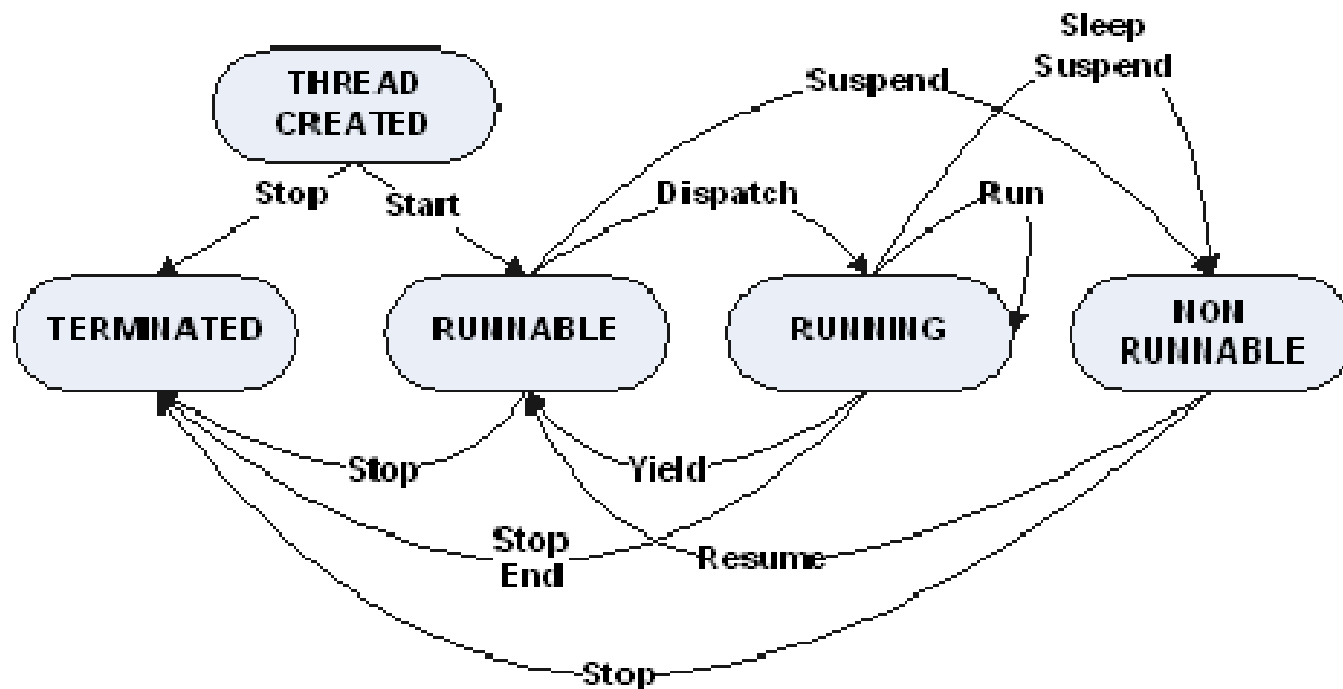 Sleep
Suspend
Suspend
THREAD
CREATED
Stop
Start
Dispatch
Run
TERMINATED
RUNNABLE
RUNNING
NON
RUNNABLE
Stop
Yield
Stop
End
Resume
Stop